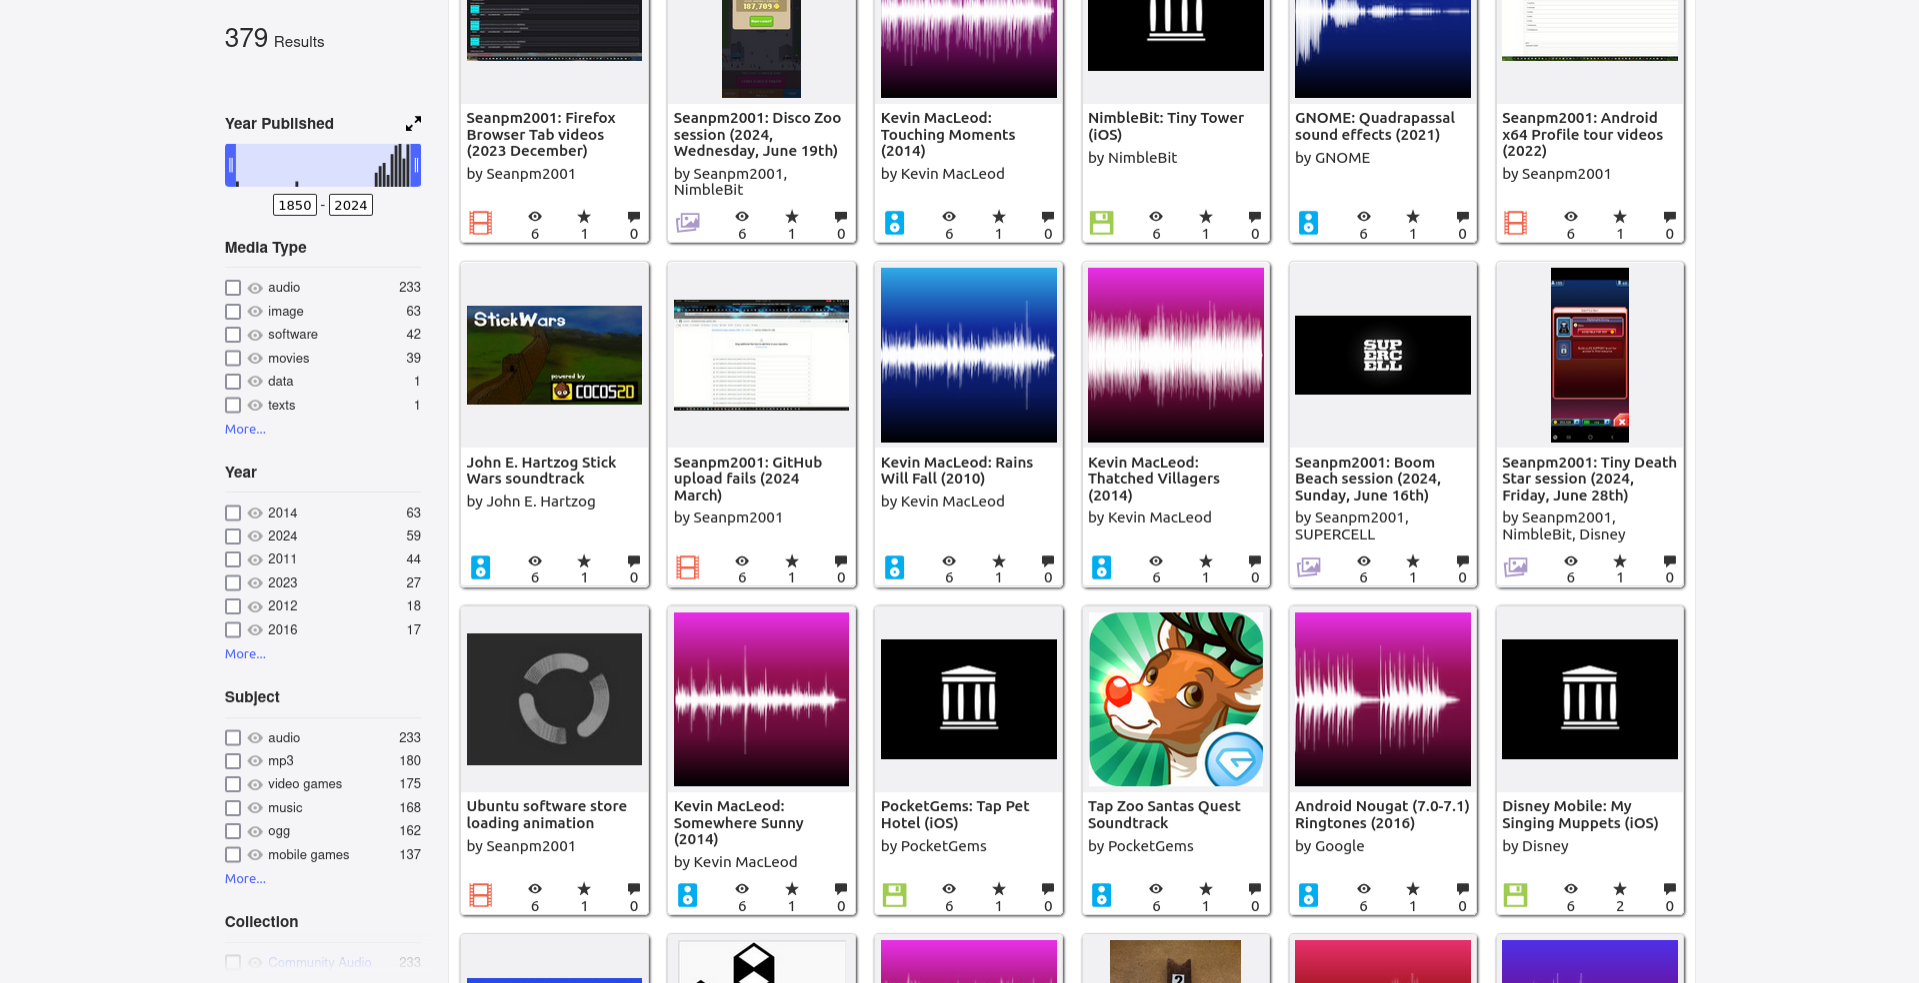 379 Results
Year Published
1850 - 2024
Media Type
audio 233
image 63
software 42
movies 39
data 1
texts 1
More...
Year
2014 63
2024 59
2011 44
2023 27
2012 18
2016 17
More...
Subject
audio 233
mp3 180
video games 175
music 168
ogg 162
mobile games 137
More...
Collection
Community Audio 233
Seanpm2001: Firefox
Browser Tab videos
(2023 December)
by Seanpm2001
6 1 0
187,709
Seanpm2001: Disco Zoo
session (2024,
Wednesday, June 19th)
by Seanpm2001,
NimbleBit
6 1 0
Kevin MacLeod:
Touching Moments
(2014)
by Kevin MacLeod
6 1 0
NimbleBit: Tiny Tower
(iOS)
by NimbleBit
6 1 0
GNOME: Quadrapassal
sound effects (2021)
by GNOME
6 1 0
Seanpm2001: Android
x64 Profile tour videos
(2022)
by Seanpm2001
6 1 0
StickWars
powered by
COCOS2D
John E. Hartzog Stick
Wars soundtrack
by John E. Hartzog
6 1 0
Seanpm2001: GitHub
upload fails (2024
March)
by Seanpm2001
6 1 0
Kevin MacLeod: Rains
Will Fall (2010)
by Kevin MacLeod
6 1 0
Kevin MacLeod:
Thatched Villagers
(2014)
by Kevin MacLeod
6 1 0
SUP
ERC
ELL
Seanpm2001: Boom
Beach session (2024,
Sunday, June 16th)
by Seanpm2001,
SUPERCELL
6 1 0
Seanpm2001: Tiny Death
Star session (2024,
Friday, June 28th)
by Seanpm2001,
NimbleBit, Disney
6 1 0
Ubuntu software store
loading animation
by Seanpm2001
6 1 0
Kevin MacLeod:
Somewhere Sunny
(2014)
by Kevin MacLeod
6 1 0
PocketGems: Tap Pet
Hotel (iOS)
by PocketGems
6 1 0
Tap Zoo Santas Quest
Soundtrack
by PocketGems
6 1 0
Android Nougat (7.0-7.1)
Ringtones (2016)
by Google
6 1 0
Disney Mobile: My
Singing Muppets (iOS)
by Disney
6 2 0